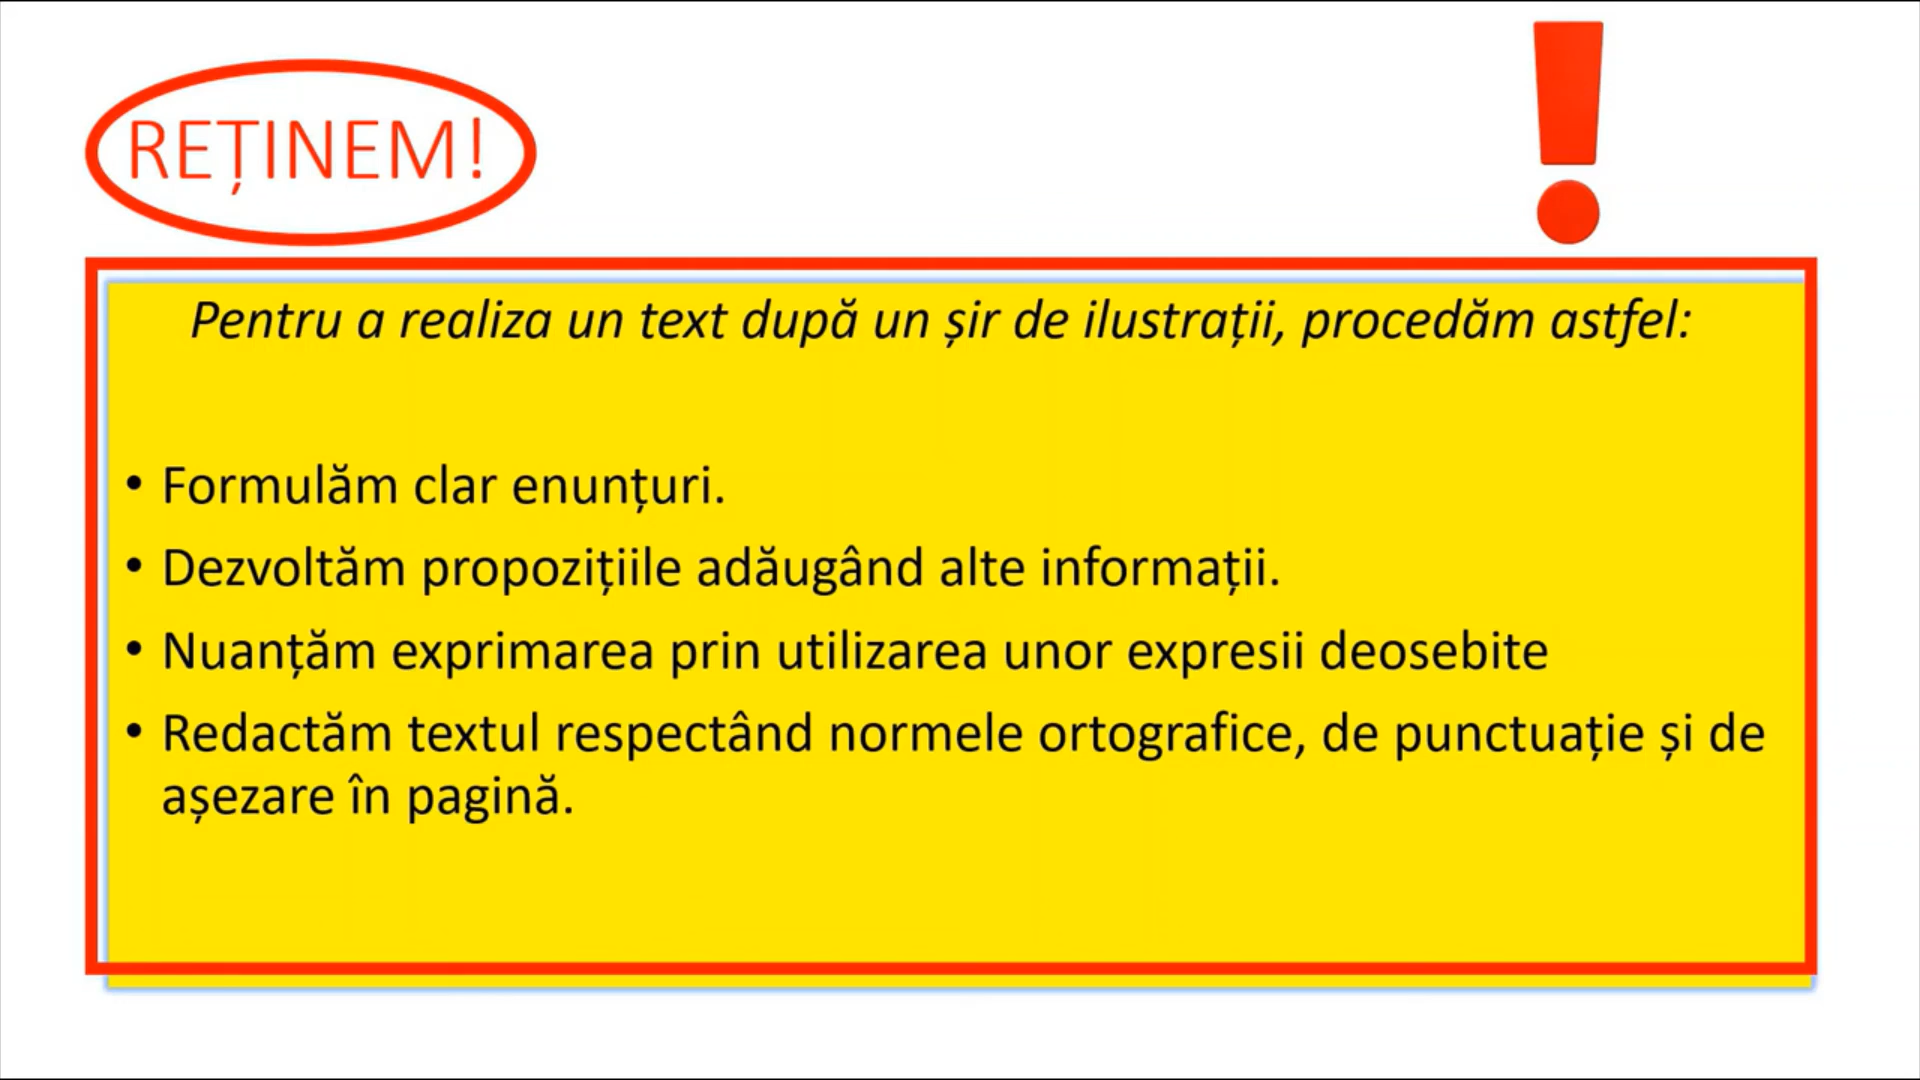 REȚINEM!
Pentru a realiza un text după un șir de ilustrații, procedăm astfel:
• Formulăm clar enunțuri.
• Dezvoltăm propozițiile adăugând alte informații.
• Nuanțăm exprimarea prin utilizarea unor expresii deosebite
• Redactăm textul respectând normele ortografice, de punctuație și de
așezare în pagină.